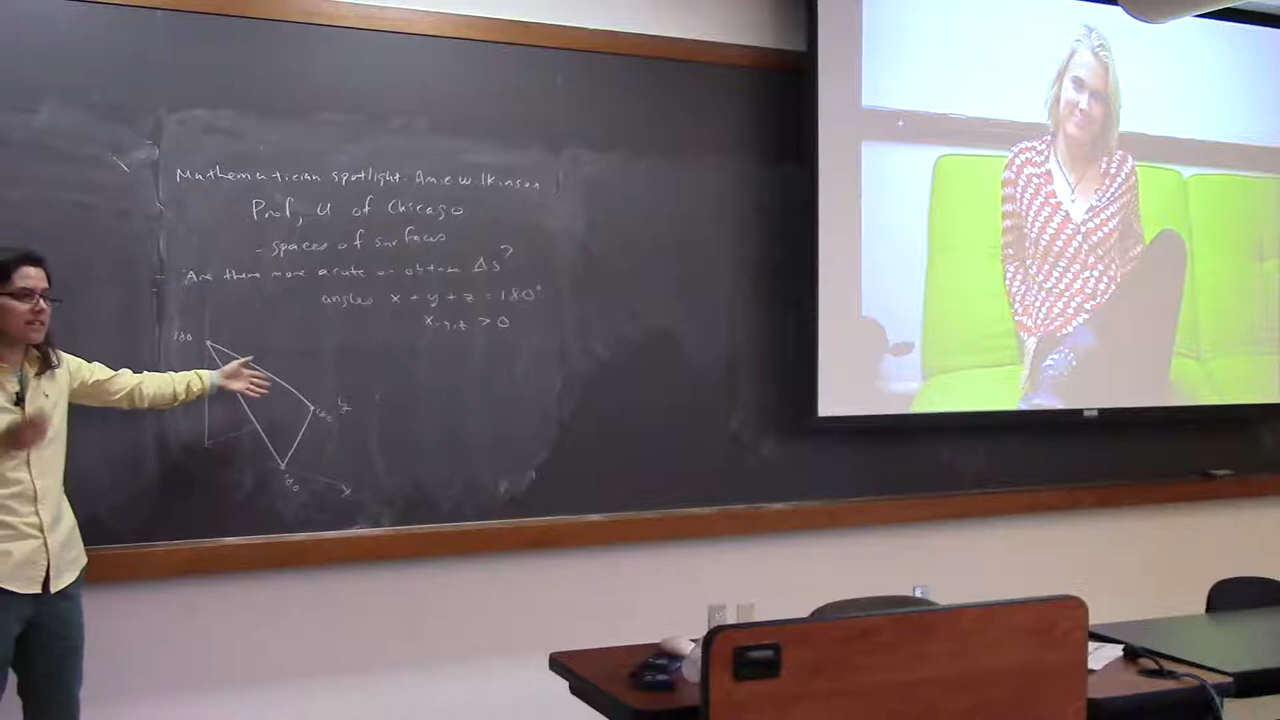 Mathematician spotlight. Amie Wilkinson
Prof, U of Chicago
- spaces of surfaces
Are there more acute or obtuse Δs?
angles x + y + z = 180°
x, y, z > 0
180
y
180